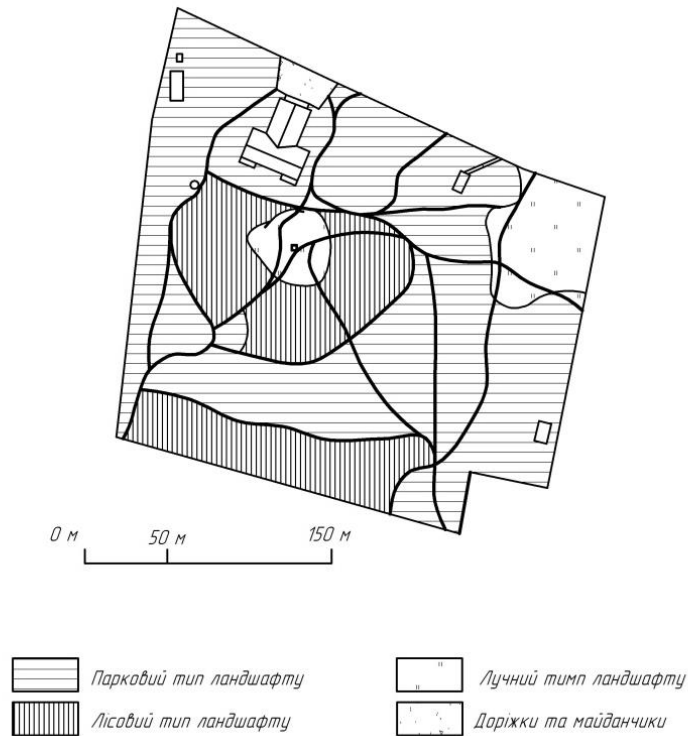 0 м 50 м 150 м
Парковий тип ландшафту
Лучний тимп ландшафту
Лісовий тип ландшафту
Доріжки та майданчики